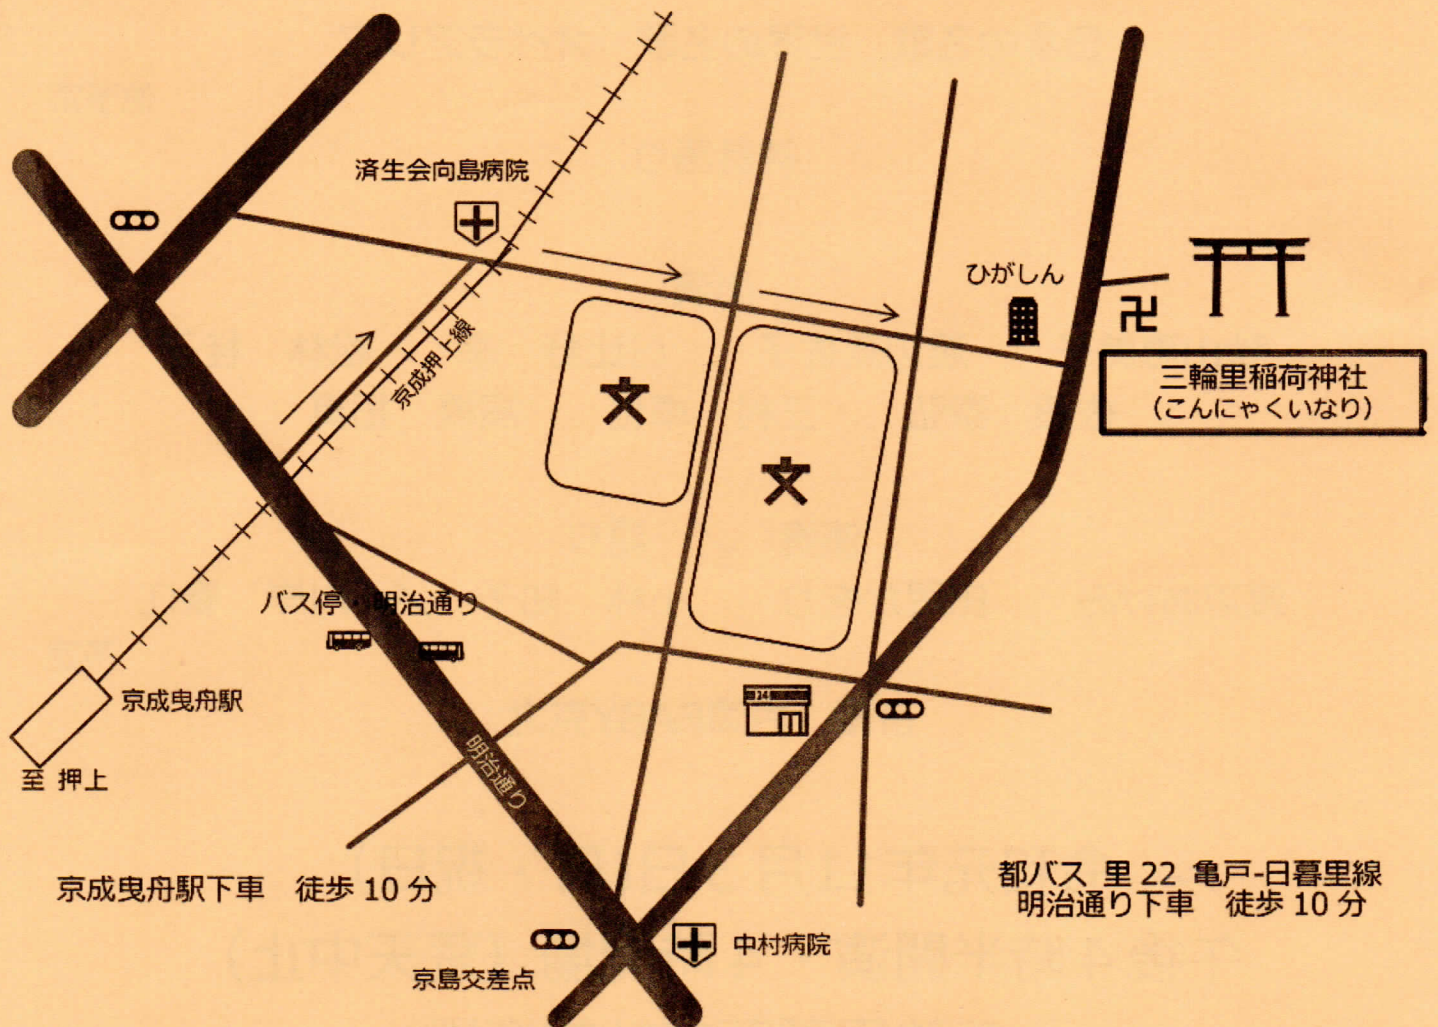 済生会向島病院
ひがしん
京成押上線
卍
三輪里稲荷神社
(こんにゃくいなり)
文
文
バス停・明治通り
京成曳舟駅
24
明治通り
至 押上
京成曳舟駅下車 徒歩 10 分
都バス 里 22 亀戸-日暮里線
明治通り下車 徒歩 10 分
中村病院
京島交差点